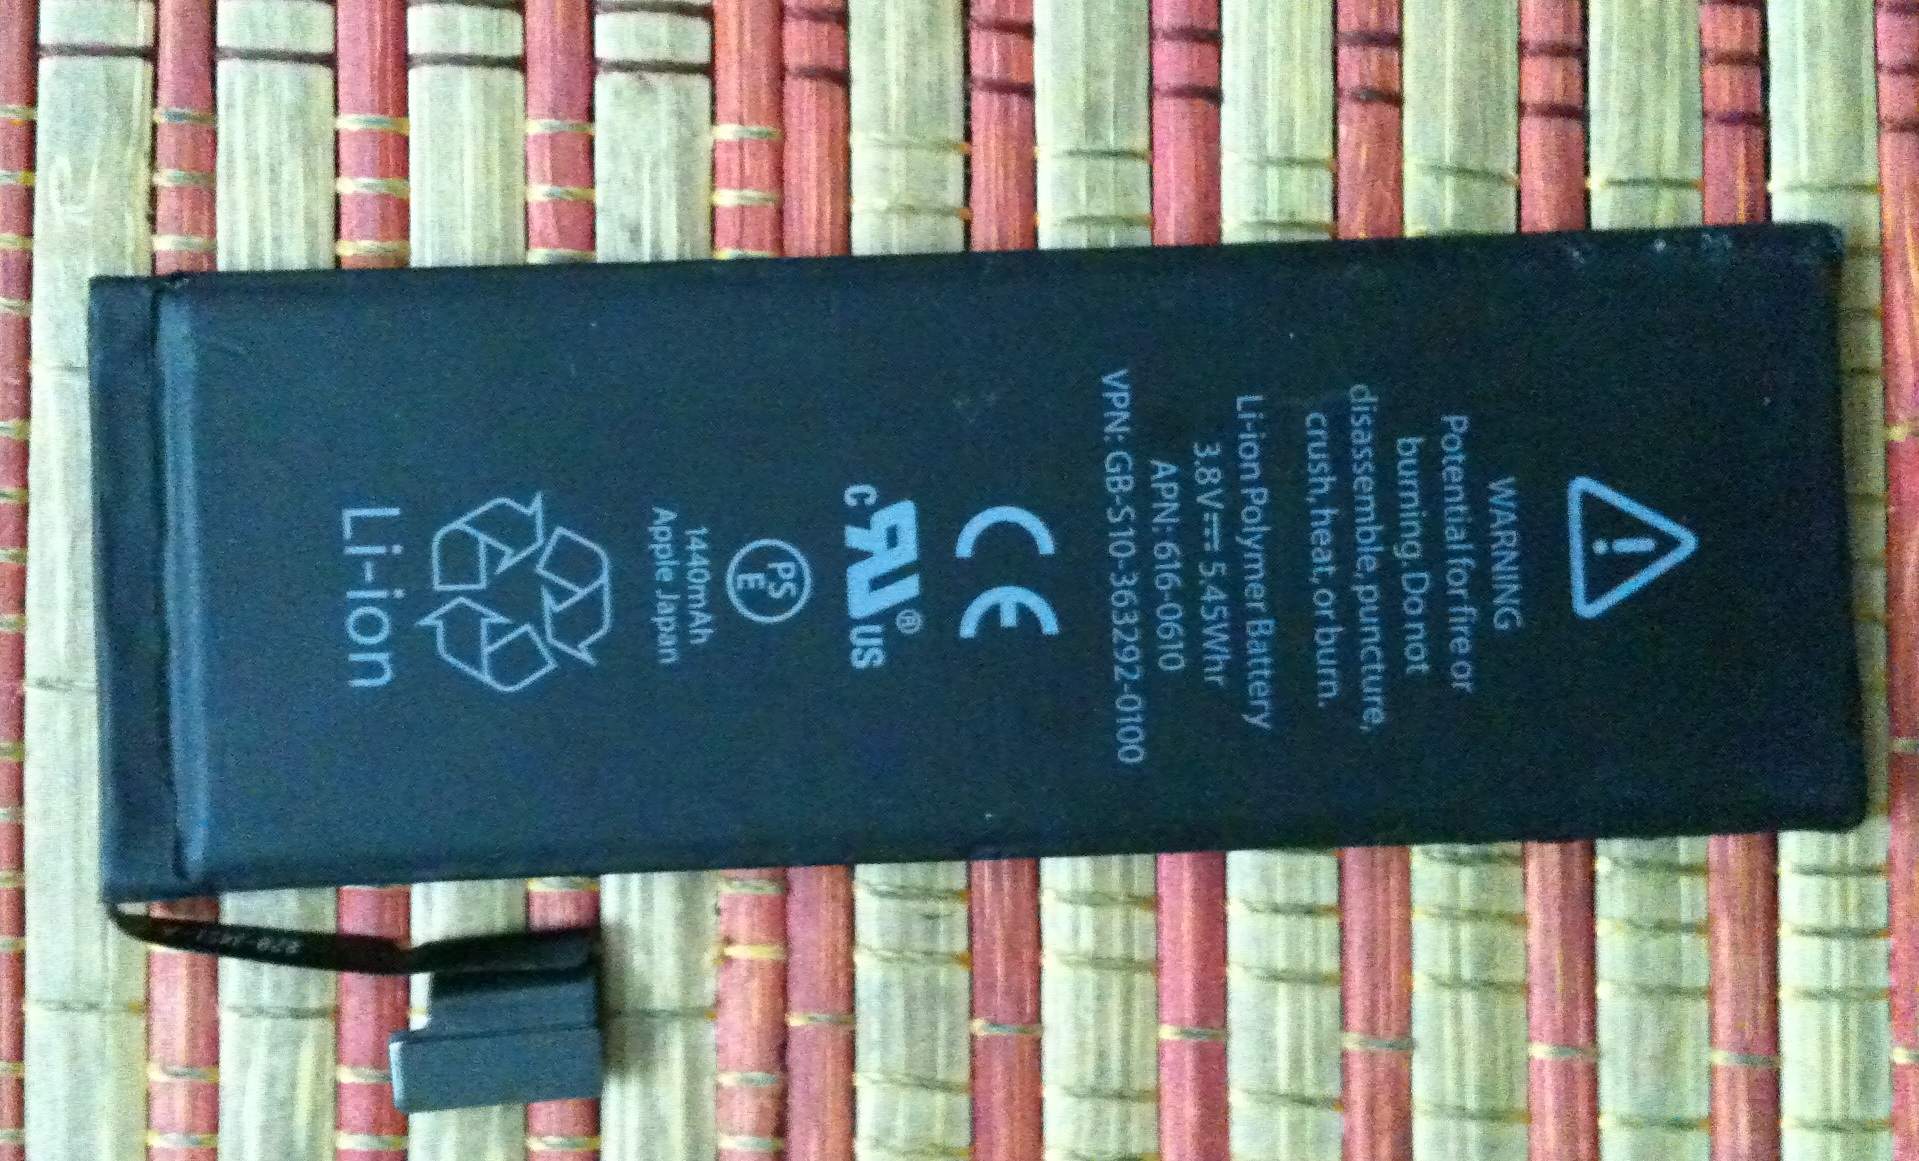 WARNING
Potential for fire or
burning. Do not
disassemble, puncture,
crush, heat, or burn.
Li-ion Polymer Battery
3.8V⎓ 5.45Whr
APN: 616-0610
VPN: GB-S10-363292-0100
CE
c RU ® US
PS
E
1440mAh
Apple Japan
Li-ion